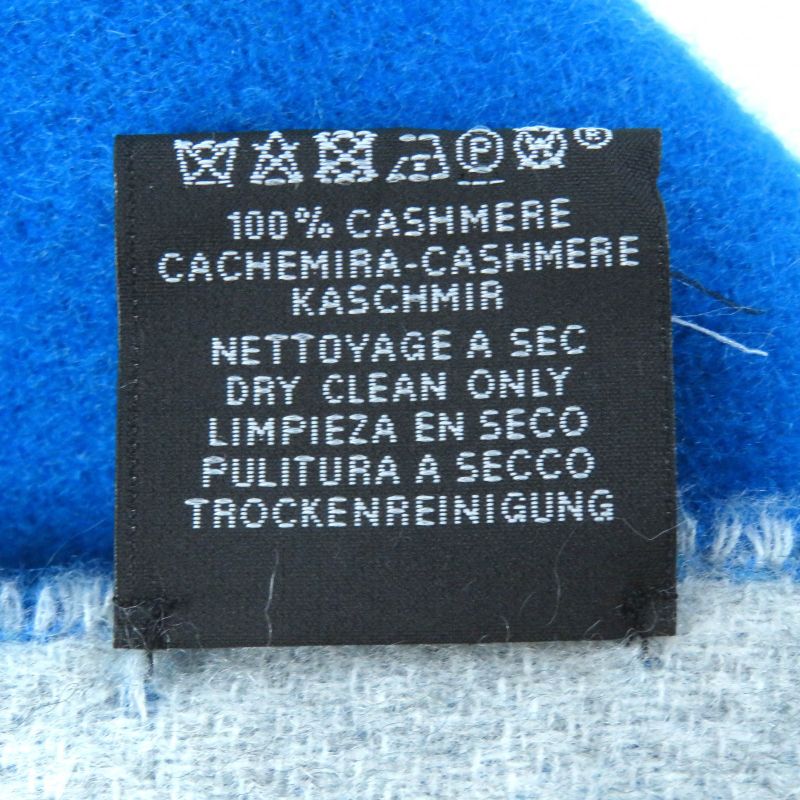 P W ®
100% CASHMERE
CACHEMIRA-CASHMERE
KASCHMIR
NETTOYAGE A SEC
DRY CLEAN ONLY
LIMPIEZA EN SECO
PULITURA A SECCO
TROCKENREINIGUNG